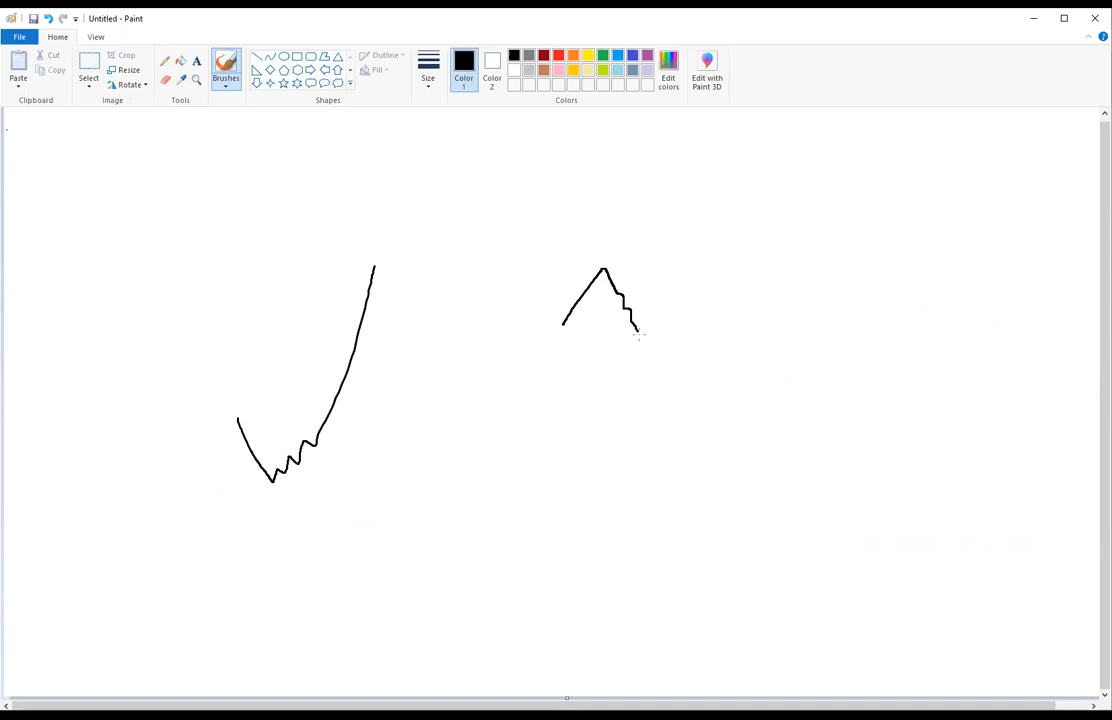 Untitled - Paint
File Home View
Cut
Copy
Paste
Clipboard
Crop
Resize
Rotate
Select
Image
Tools
Brushes
Outline
Fill
Shapes
Size
Color 1
Color 2
Edit colors
Colors
Edit with Paint 3D